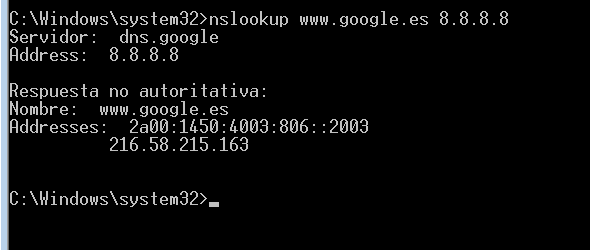 C:\Windows\system32>nslookup www.google.es 8.8.8.8
Servidor:  dns.google
Address:  8.8.8.8
Respuesta no autoritativa:
Nombre:  www.google.es
Addresses:  2a00:1450:4003:806::2003
216.58.215.163
C:\Windows\system32>_